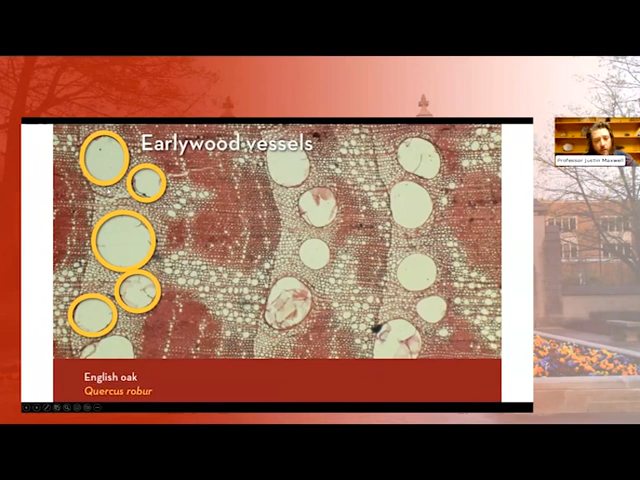 Earlywood vessels
Professor Justin Maxwell
English oak
Quercus robur